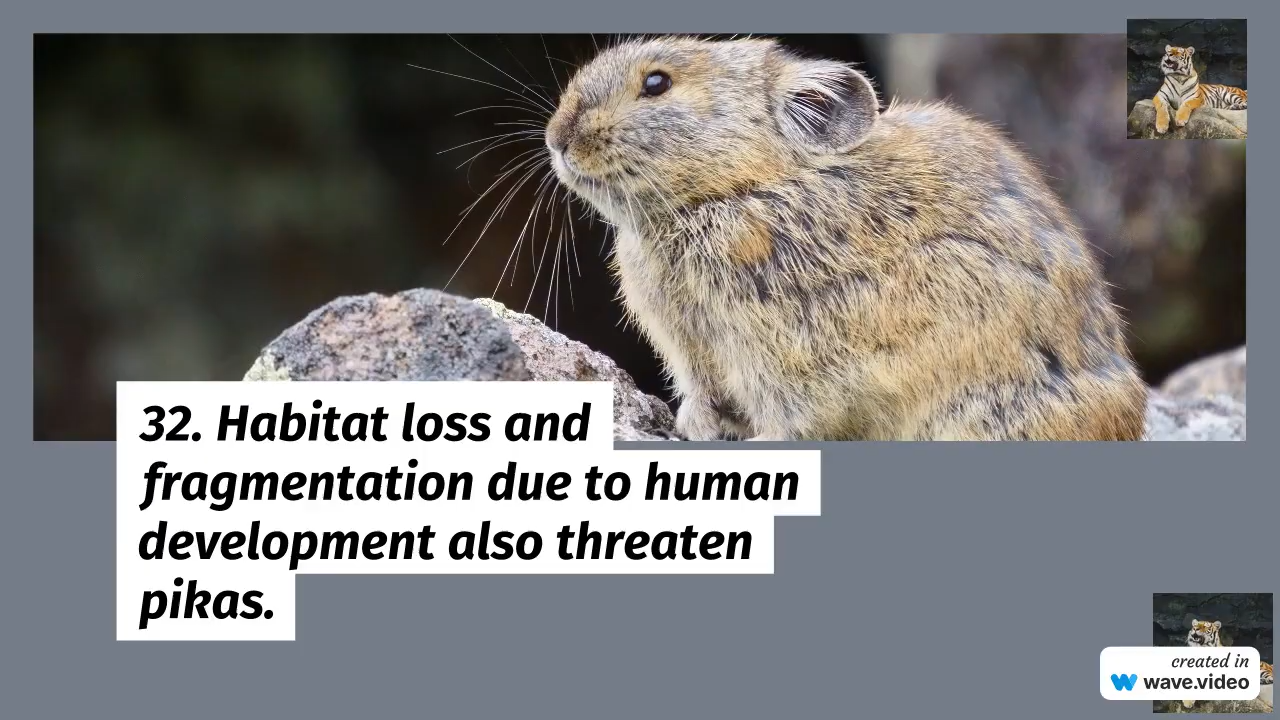 32. Habitat loss and
fragmentation due to human
development also threaten
pikas.
created in
wave.video